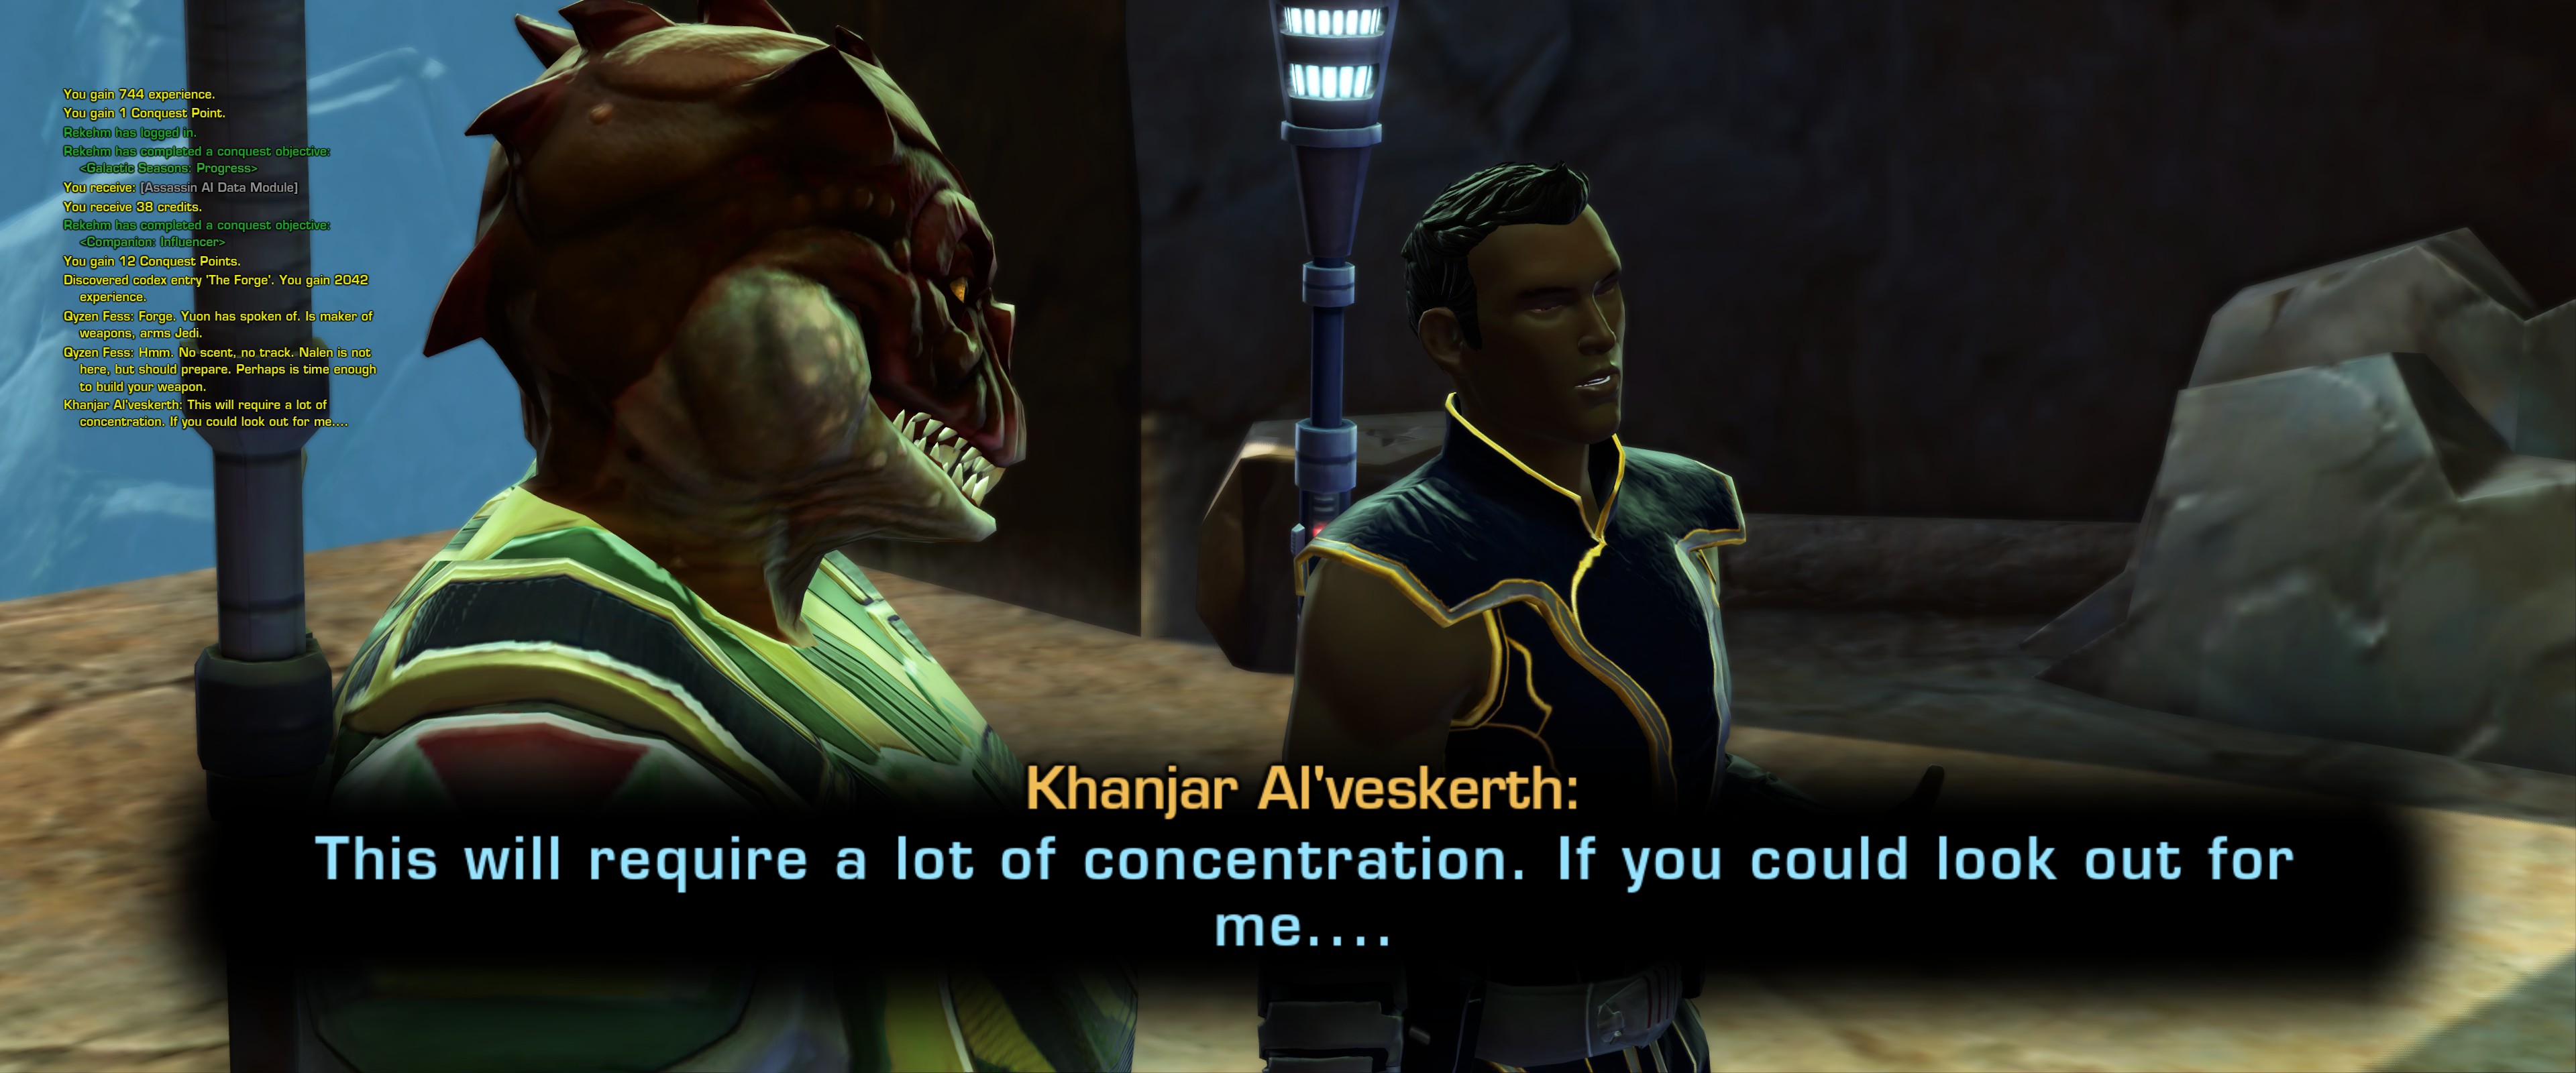 You gain 744 experience.
You gain 1 Conquest Point.
Rekehm has logged in.
Rekehm has completed a conquest objective:
<Galactic Seasons: Progress>
You receive: [Assassin AI Data Module]
You receive 38 credits.
Rekehm has completed a conquest objective:
<Companion: Influencer>
You gain 12 Conquest Points.
Discovered codex entry 'The Forge'. You gain 2042
experience.
Qyzen Fess: Forge. Yuon has spoken of. Is maker of
weapons, arms Jedi.
Qyzen Fess: Hmm. No scent, no track. Nalen is not
here, but should prepare. Perhaps is time enough
to build your weapon.
Khanjar Al'veskerth: This will require a lot of
concentration. If you could look out for me....
Khanjar Al'veskerth:
This will require a lot of concentration. If you could look out for
me....